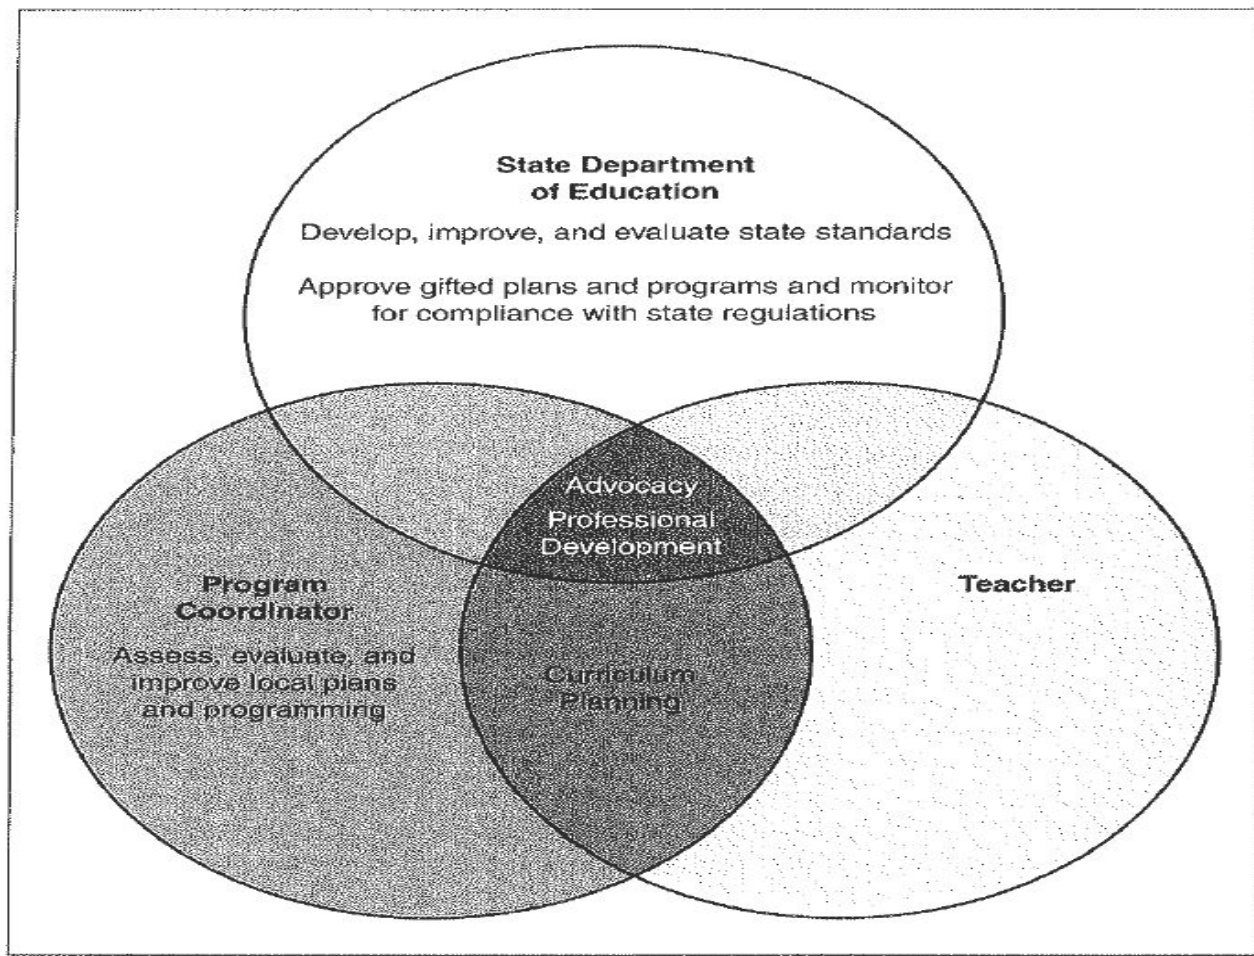 State Department
of Education
Develop, improve, and evaluate state standards
Approve gifted plans and programs and monitor
for compliance with state regulations
Advocacy
Professional
Development
Program
Coordinator
Assess, evaluate, and
improve local plans
and programming
Curriculum
Planning
Teacher